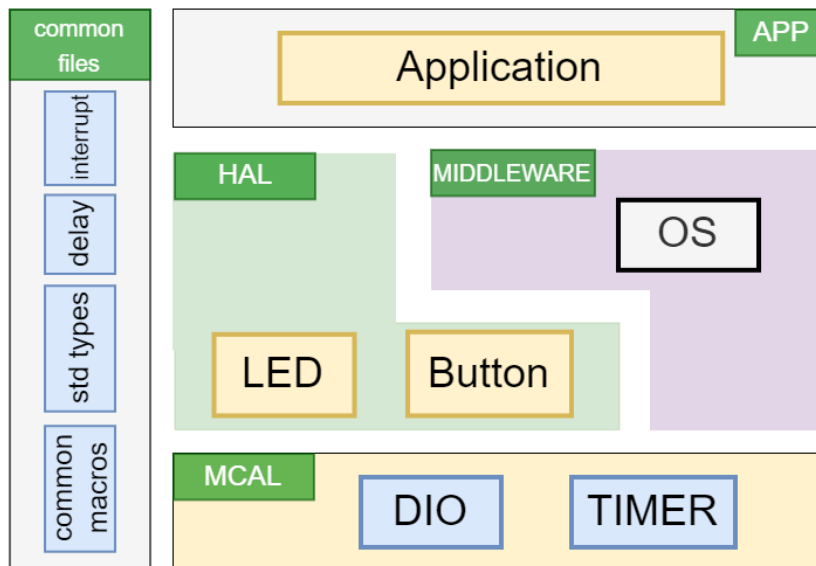 common
files
interrupt
delay
std types
common
macros
APP
Application
HAL
MIDDLEWARE
OS
LED
Button
MCAL
DIO
TIMER